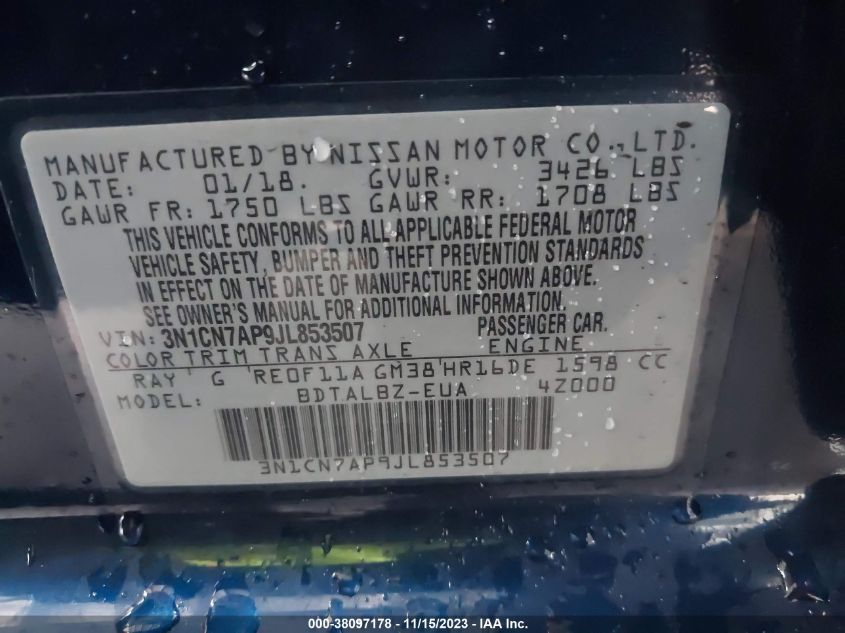 MANUFACTURED BY NISSAN MOTOR CO., LTD.
DATE: 01/18. GVWR: 3426 LBS
GAWR FR: 1750 LBS GAWR RR: 1708 LBS
THIS VEHICLE CONFORMS TO ALL APPLICABLE FEDERAL MOTOR
VEHICLE SAFETY, BUMPER AND THEFT PREVENTION STANDARDS
IN EFFECT ON THE DATE OF MANUFACTURE SHOWN ABOVE.
SEE OWNER'S MANUAL FOR ADDITIONAL INFORMATION.
VIN: 3N1CN7AP9JL853507 PASSENGER CAR.
COLOR TRIM TRANS AXLE ENGINE
RAY G RE0F11A GM38 HR16DE 1598 CC
MODEL: BDTALBZ-EUA 4Z000
3N1CN7AP9JL853507
000-38097178 - 11/15/2023 - IAAI.com